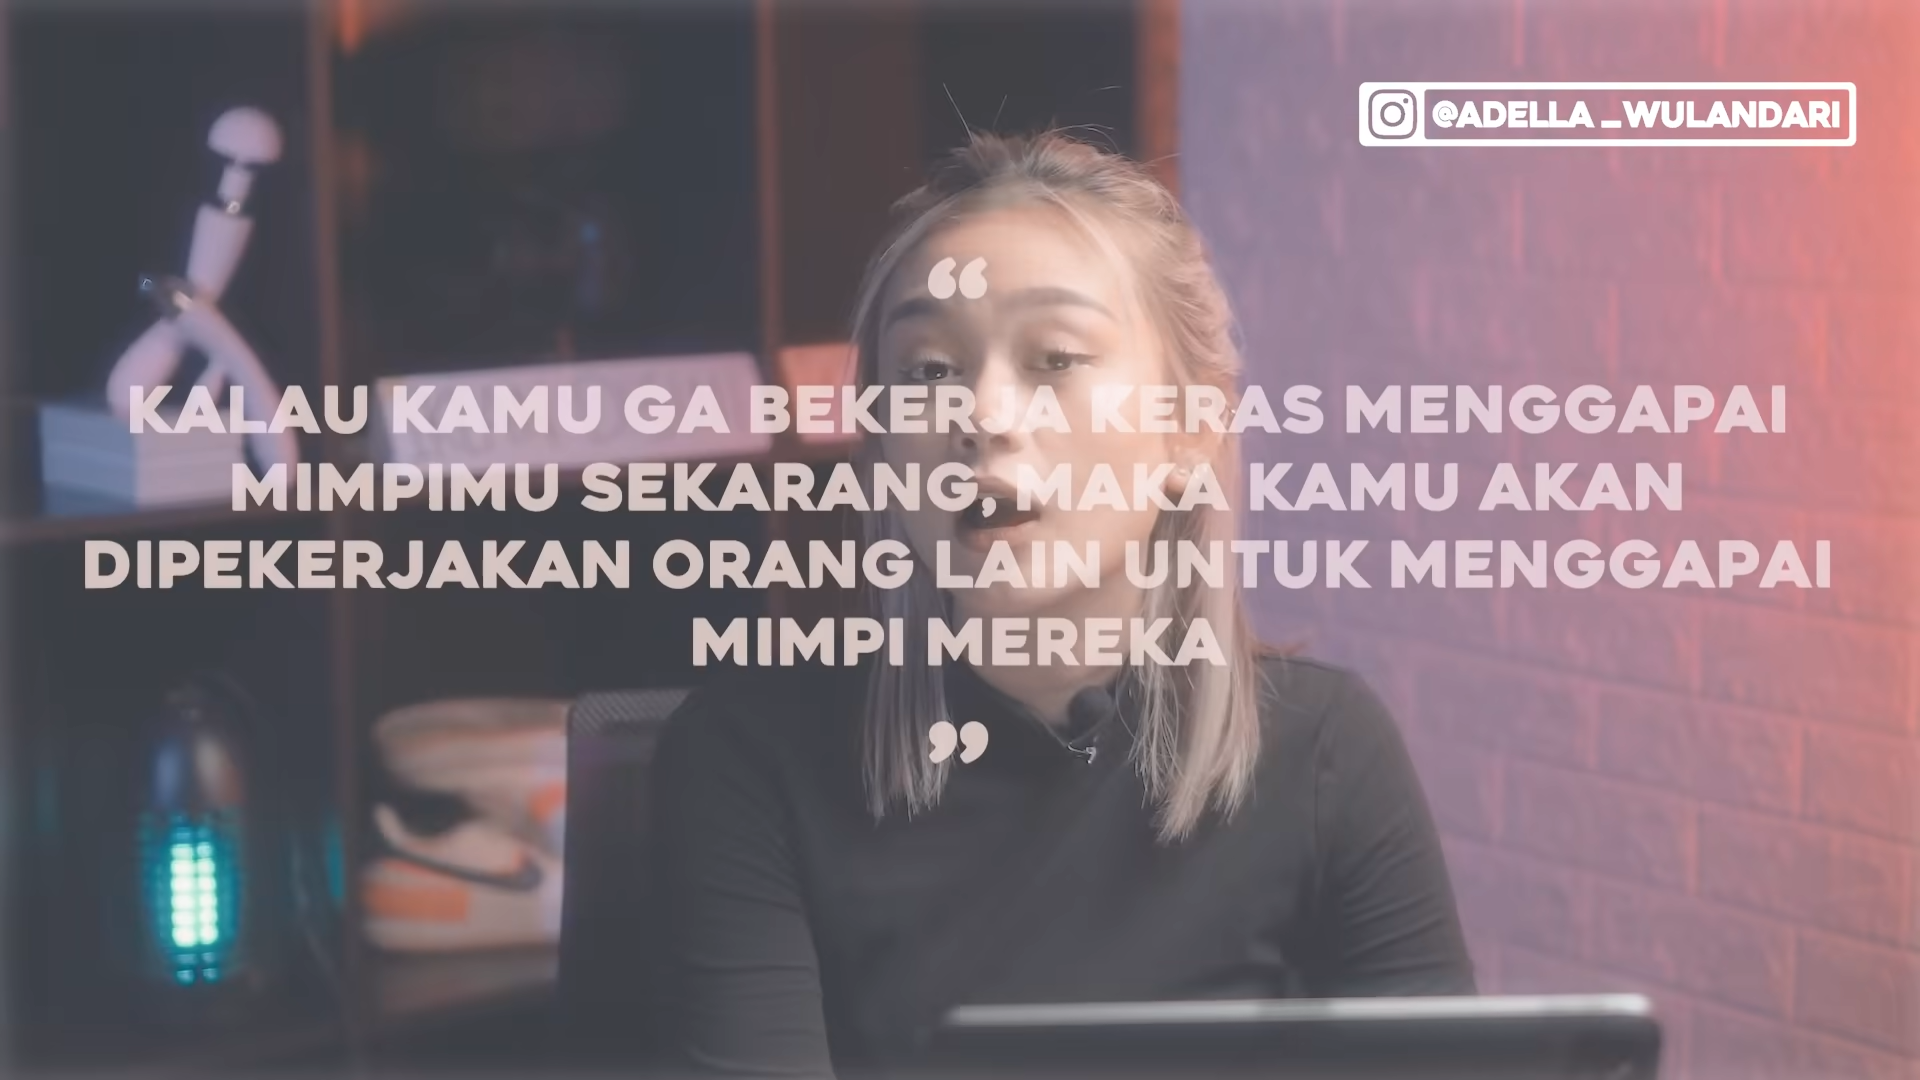 @ADELLA_WULANDARI
“
KALAU KAMU GA BEKERJA KERAS MENGGAPAI
MIMPIMU SEKARANG, MAKA KAMU AKAN
DIPEKERJAKAN ORANG LAIN UNTUK MENGGAPAI
MIMPI MEREKA
”